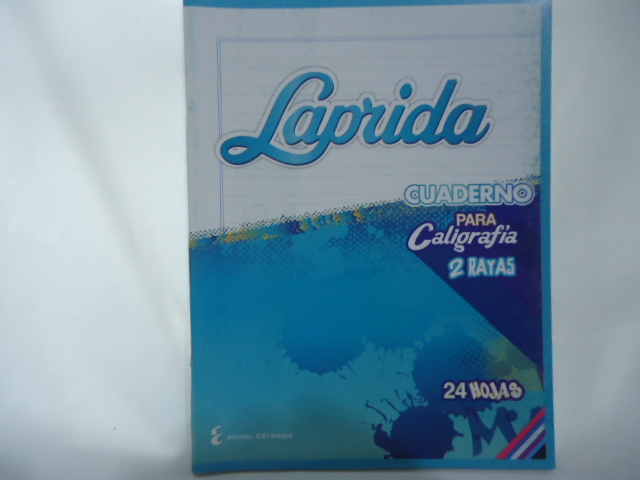 Laprida
CUADERNO
PARA
Caligrafía
2 RAYAS
24 HOJAS
ANGEL ESTRADA